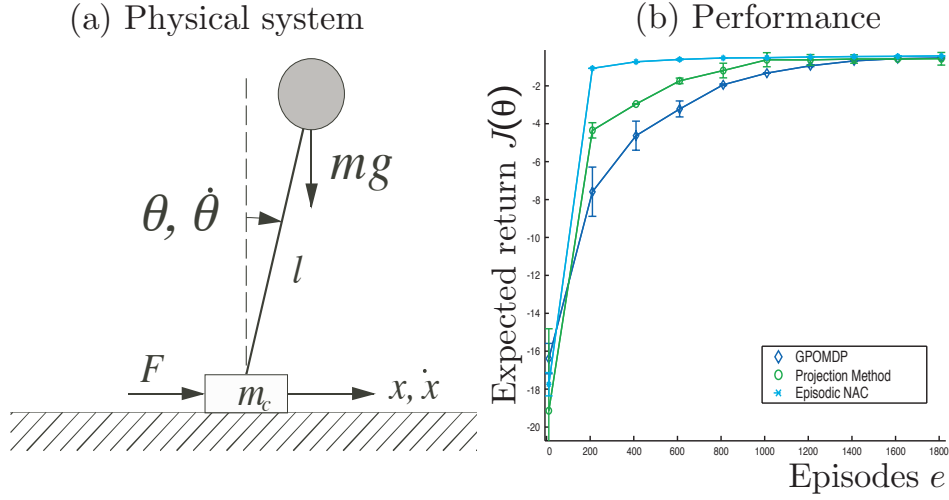 (a) Physical system
mg
θ, θ̇
l
F
m_c
x, ẋ
(b) Performance
Expected return J(θ)
-2
-4
-6
-8
-10
-12
-14
-16
-18
-20
GPOMDP
Projection Method
Episodic NAC
0 200 400 600 800 1000 1200 1400 1600 1800
Episodes e